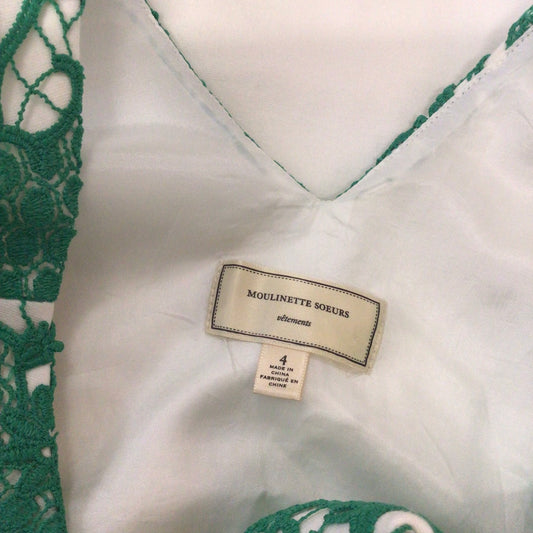 MOULINETTE SOEURS
vêtements
4
MADE IN
CHINA
FABRIQUÉ EN
CHINE